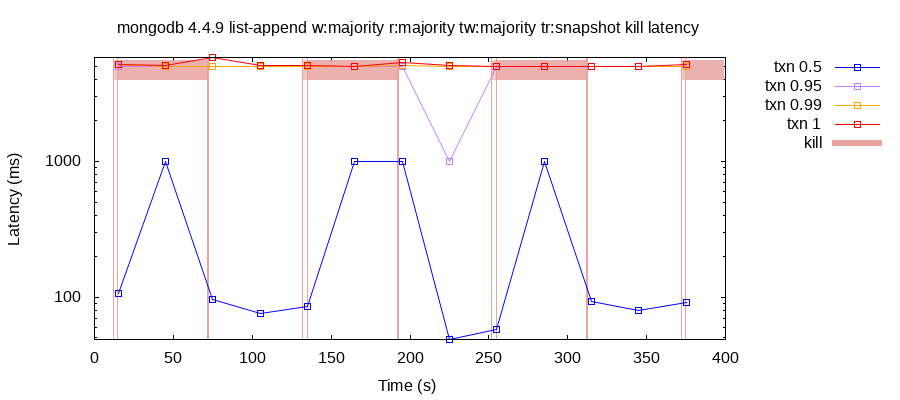 mongodb 4.4.9 list-append w:majority r:majority tw:majority tr:snapshot kill latency
txn 0.5
txn 0.95
txn 0.99
txn 1
kill
1000
100
Latency (ms)
0 50 100 150 200 250 300 350 400
Time (s)